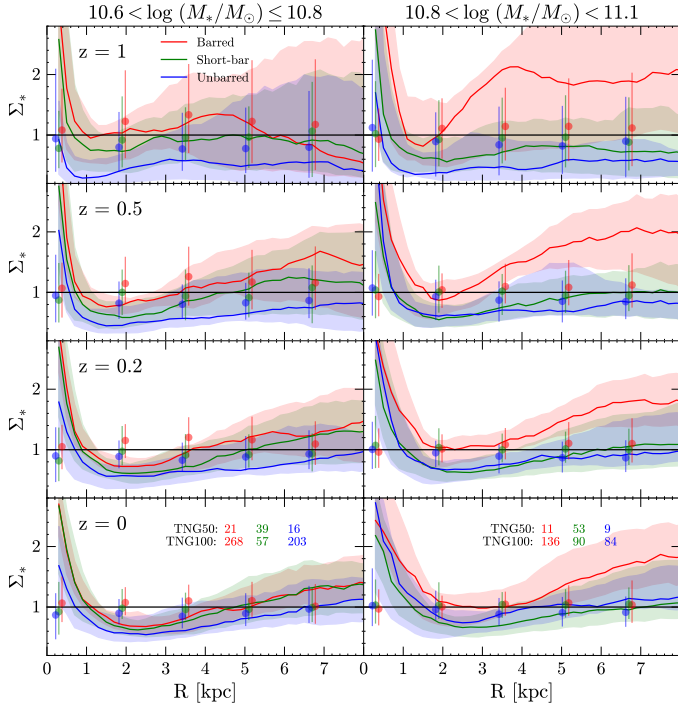 10.6 < log (M*/M⊙) ≤ 10.8
10.8 < log (M*/M⊙) < 11.1
z = 1
Barred
Short-bar
Unbarred
Σ*
2
1
z = 0.5
Σ*
2
1
z = 0.2
Σ*
2
1
z = 0
TNG50: 21 39 16
TNG100: 268 57 203
TNG50: 11 53 9
TNG100: 136 90 84
Σ*
2
1
0 1 2 3 4 5 6 7
0 1 2 3 4 5 6 7
R [kpc]
R [kpc]